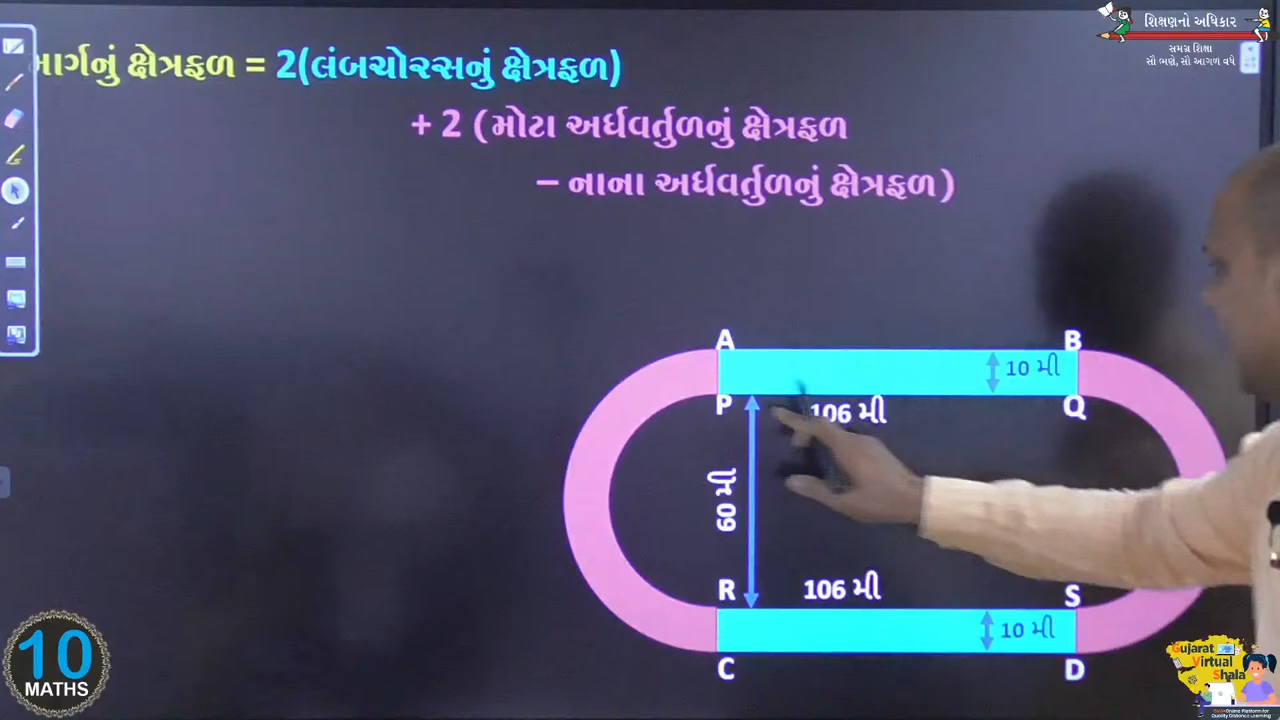 શિક્ષણનો અધિકાર
સમગ્ર શિક્ષા
સૌ ભણે, સૌ આગળ વધે
માર્ગનું ક્ષેત્રફળ = 2(લંબચોરસનું ક્ષેત્રફળ)
+ 2 (મોટા અર્ધવર્તુળનું ક્ષેત્રફળ
– નાના અર્ધવર્તુળનું ક્ષેત્રફળ)
A B
10 મી
P 106 મી Q
60 મી
R 106 મી S
10 મી
C D
10
MATHS
Gujarat
Virtual
Shala